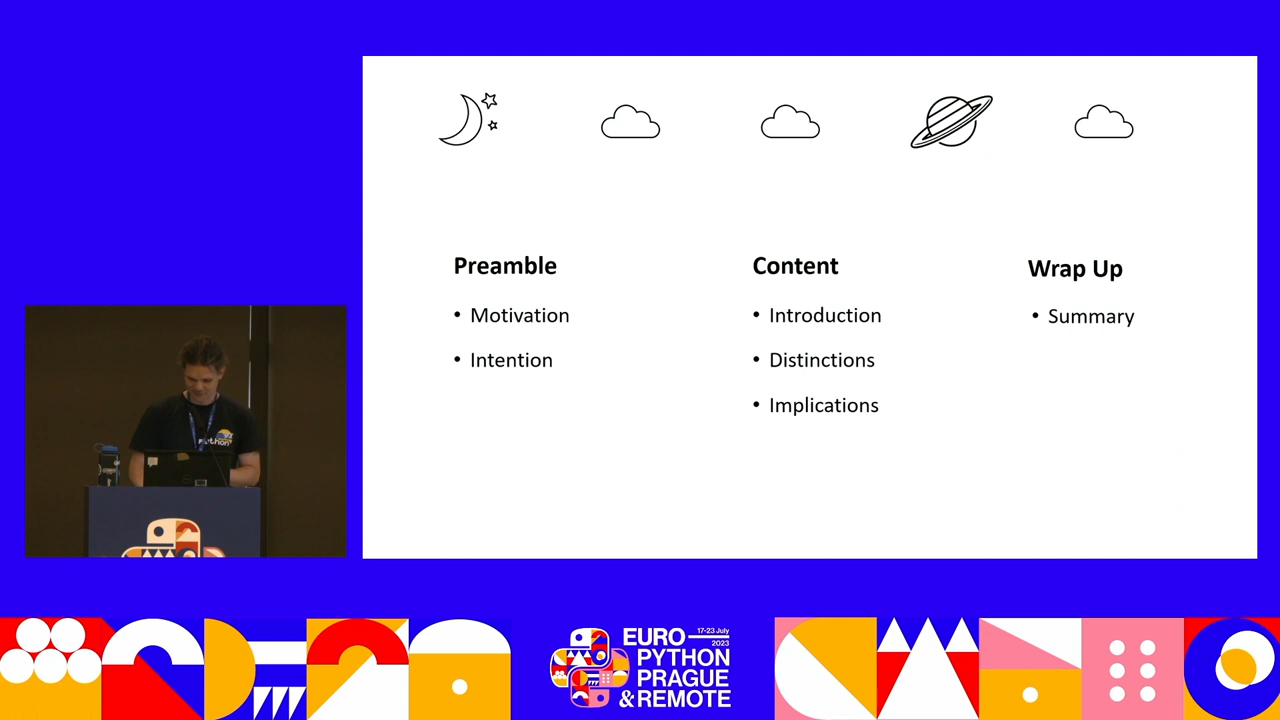 Preamble
• Motivation
• Intention
Content
• Introduction
• Distinctions
• Implications
Wrap Up
• Summary
EURO 17-23 July 2023
PYTHON
PRAGUE
& REMOTE